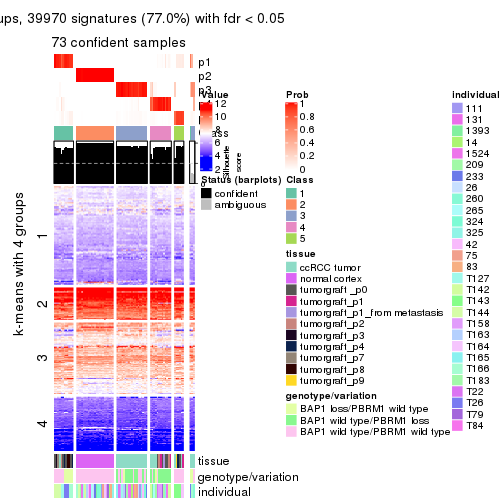 ups, 39970 signatures (77.0%) with fdr < 0.05
73 confident samples
p1
p2
p3
p4
Value
12
10
8
6
4
2
Silhouette
score
Status (barplots)
confident
ambiguous
k-means with 4 groups
1
2
3
4
tissue
genotype/variation
individual
Prob
1
0.8
0.6
0.4
0.2
0
Class
1
2
3
4
5
tissue
ccRCC tumor
normal cortex
tumorgraft_p0
tumorgraft_p1
tumorgraft_p1_from metastasis
tumorgraft_p2
tumorgraft_p3
tumorgraft_p4
tumorgraft_p7
tumorgraft_p8
tumorgraft_p9
genotype/variation
BAP1 loss/PBRM1 wild type
BAP1 wild type/PBRM1 loss
BAP1 wild type/PBRM1 wild type
individual
111
131
1393
14
1524
209
233
26
260
265
324
325
42
75
83
T127
T142
T143
T144
T158
T163
T164
T165
T166
T183
T22
T26
T79
T84